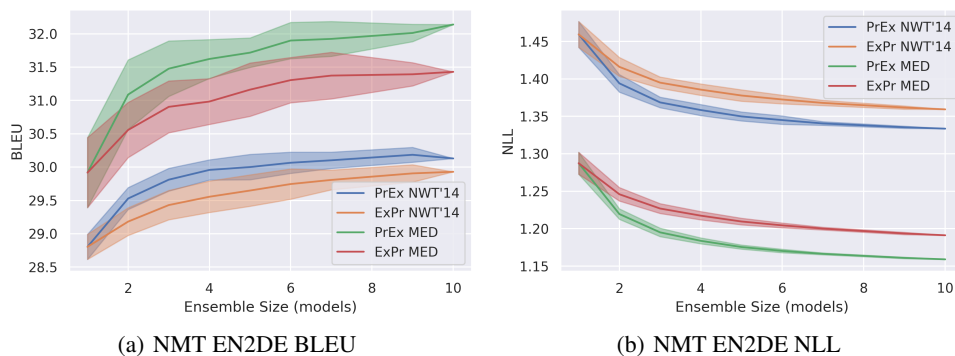 32.0
31.5
31.0
30.5
30.0
29.5
29.0
28.5
BLEU
2
4
6
8
10
Ensemble Size (models)
PrEx NWT'14
ExPr NWT'14
PrEx MED
ExPr MED
(a) NMT EN2DE BLEU
1.45
1.40
1.35
1.30
1.25
1.20
1.15
NLL
2
4
6
8
10
Ensemble Size (models)
PrEx NWT'14
ExPr NWT'14
PrEx MED
ExPr MED
(b) NMT EN2DE NLL